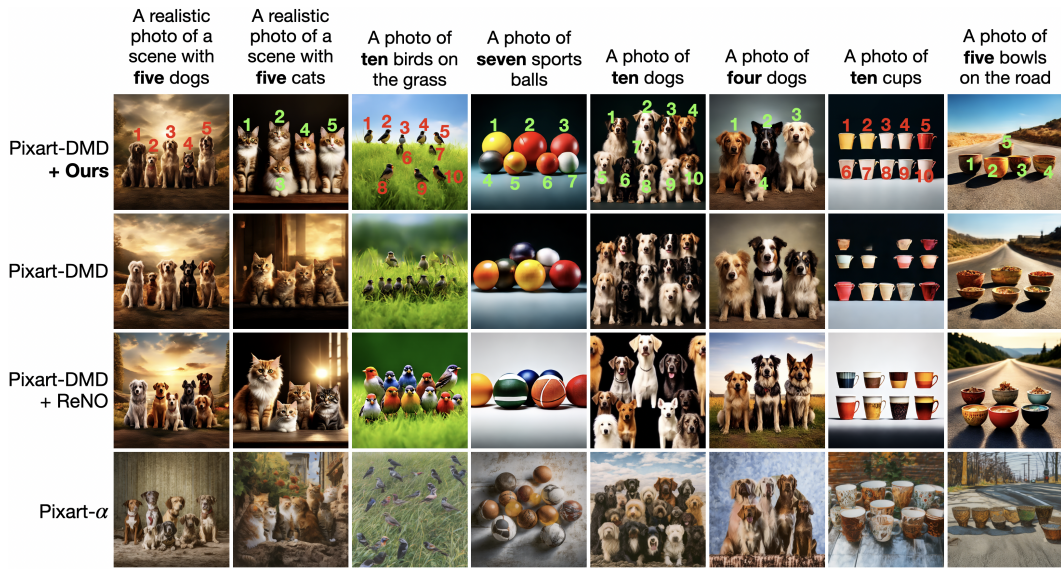 A realistic
photo of a
scene with
five dogs
A realistic
photo of a
scene with
five cats
A photo of
ten birds on
the grass
A photo of
seven sports
balls
A photo of
ten dogs
A photo of
four dogs
A photo of
ten cups
A photo of
five bowls
on the road
Pixart-DMD
+ Ours
1 2 3 4 5
1 2 3 4 5
1 2 3 4 5 6 7 8 9 10
1 2 3 4 5 6 7
1 2 3 4 5 6 7 8 9 10
1 2 3 4
1 2 3 4 5 6 7 8 9 10
1 2 3 4 5
Pixart-DMD
Pixart-DMD
+ ReNO
Pixart-α